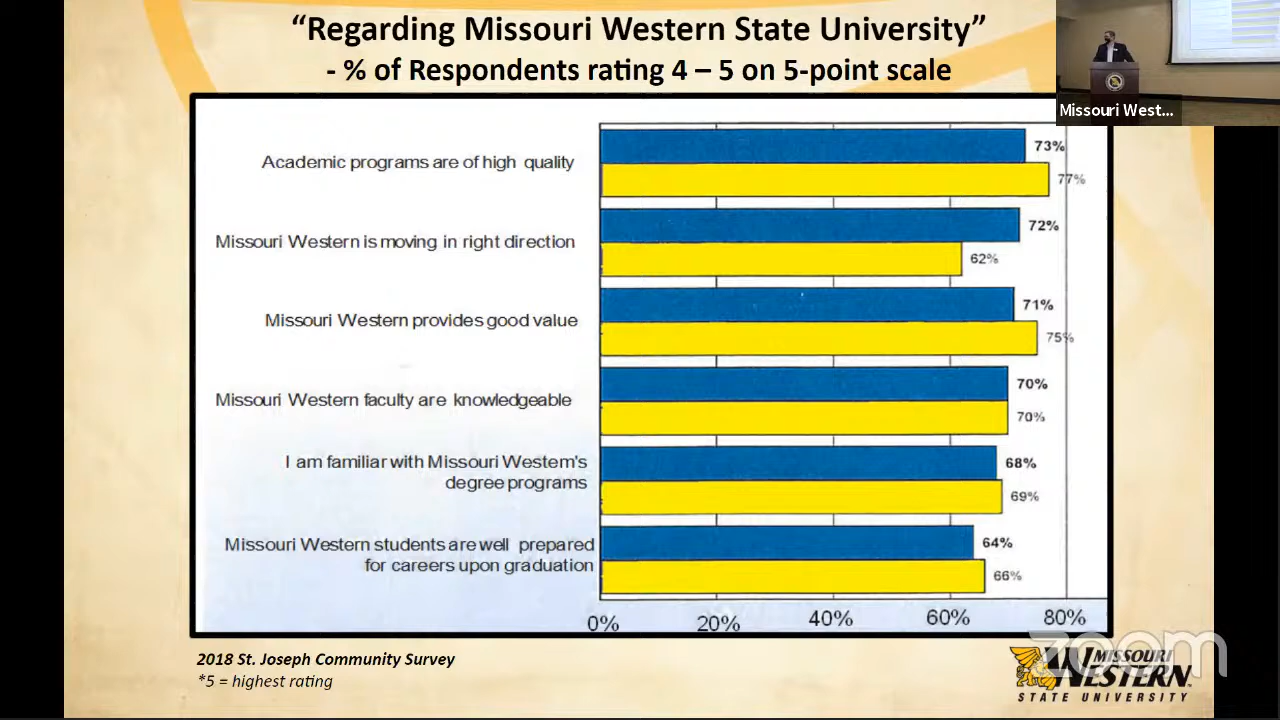 “Regarding Missouri Western State University”
- % of Respondents rating 4 – 5 on 5-point scale
Missouri West...
Academic programs are of high quality
73%
77%
Missouri Western is moving in right direction
72%
62%
Missouri Western provides good value
71%
75%
Missouri Western faculty are knowledgeable
70%
70%
I am familiar with Missouri Western's
degree programs
68%
69%
Missouri Western students are well prepared
for careers upon graduation
64%
66%
0% 20% 40% 60% 80%
2018 St. Joseph Community Survey
*5 = highest rating
zoom
MISSOURI
WESTERN
STATE UNIVERSITY